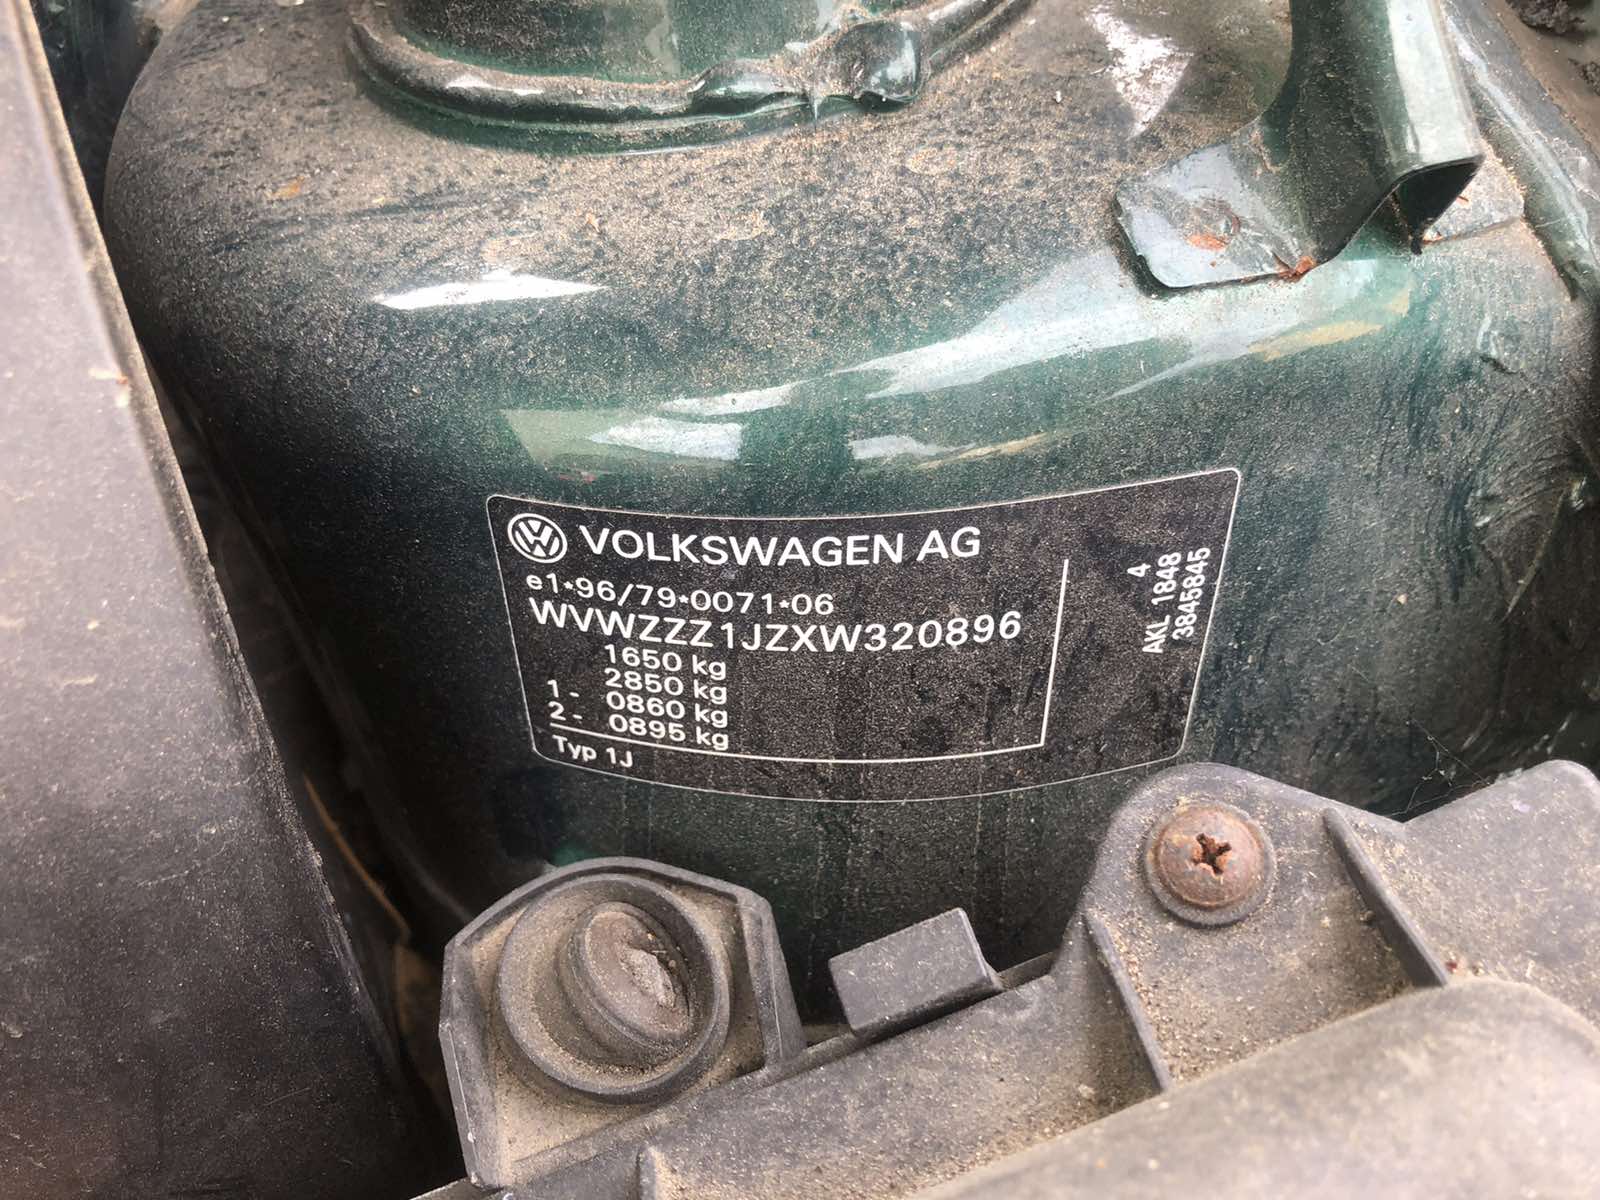 VOLKSWAGEN AG
e1*96/79*0071*06
WVWZZZ1JZXW320896
1650 kg
2850 kg
1- 0860 kg
2- 0895 kg
Typ 1J
4
AKL 1848
3845845